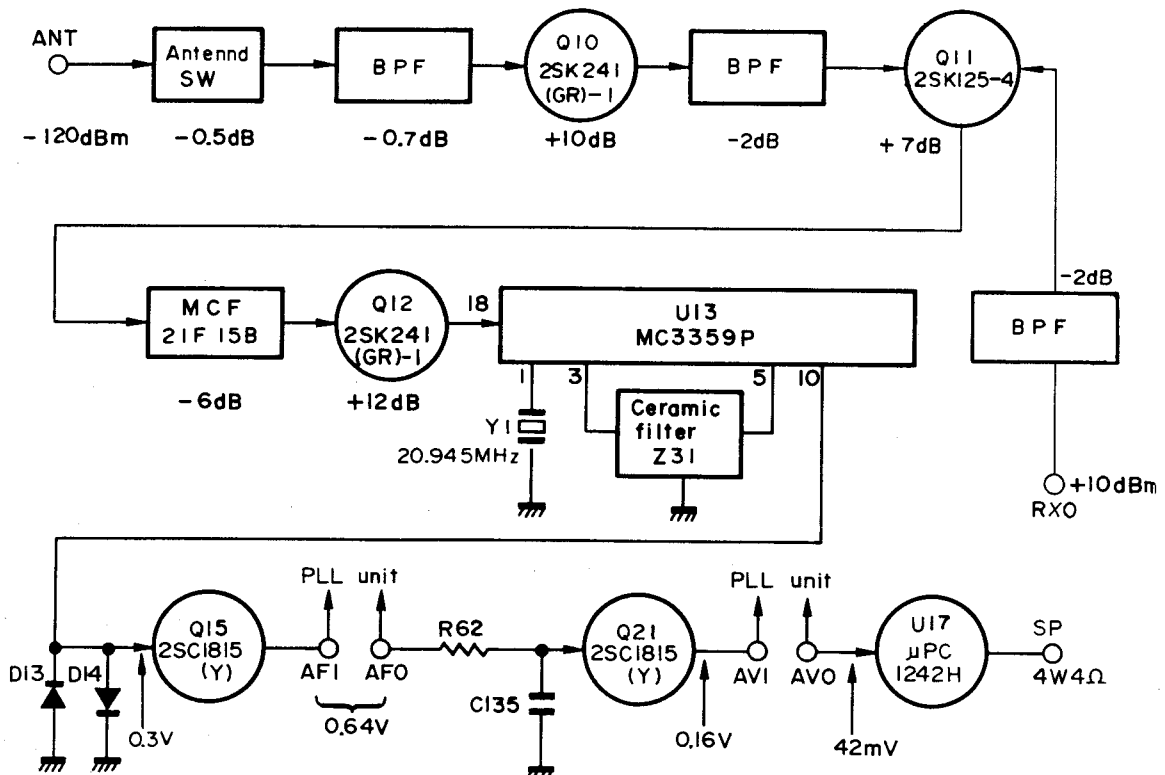 ANT
Antennd
SW
BPF
Q10
2SK241
(GR)-1
BPF
Q11
2SK125-4
-120dBm
-0.5dB
-0.7dB
+10dB
-2dB
+7dB
MCF
21F 15B
Q12
2SK241
(GR)-1
18
U13
MC3359P
-2dB
BPF
-6dB
+12dB
1
3
5
10
Y1
20.945MHz
Ceramic
filter
Z31
+10dBm
RXO
PLL unit
PLL unit
D13
D14
Q15
2SC1815
(Y)
AF1
AFO
R62
Q21
2SC1815
(Y)
AV1
AVO
U17
μPC
1242H
SP
4W4Ω
0.3V
0.64V
C135
0.16V
42mV